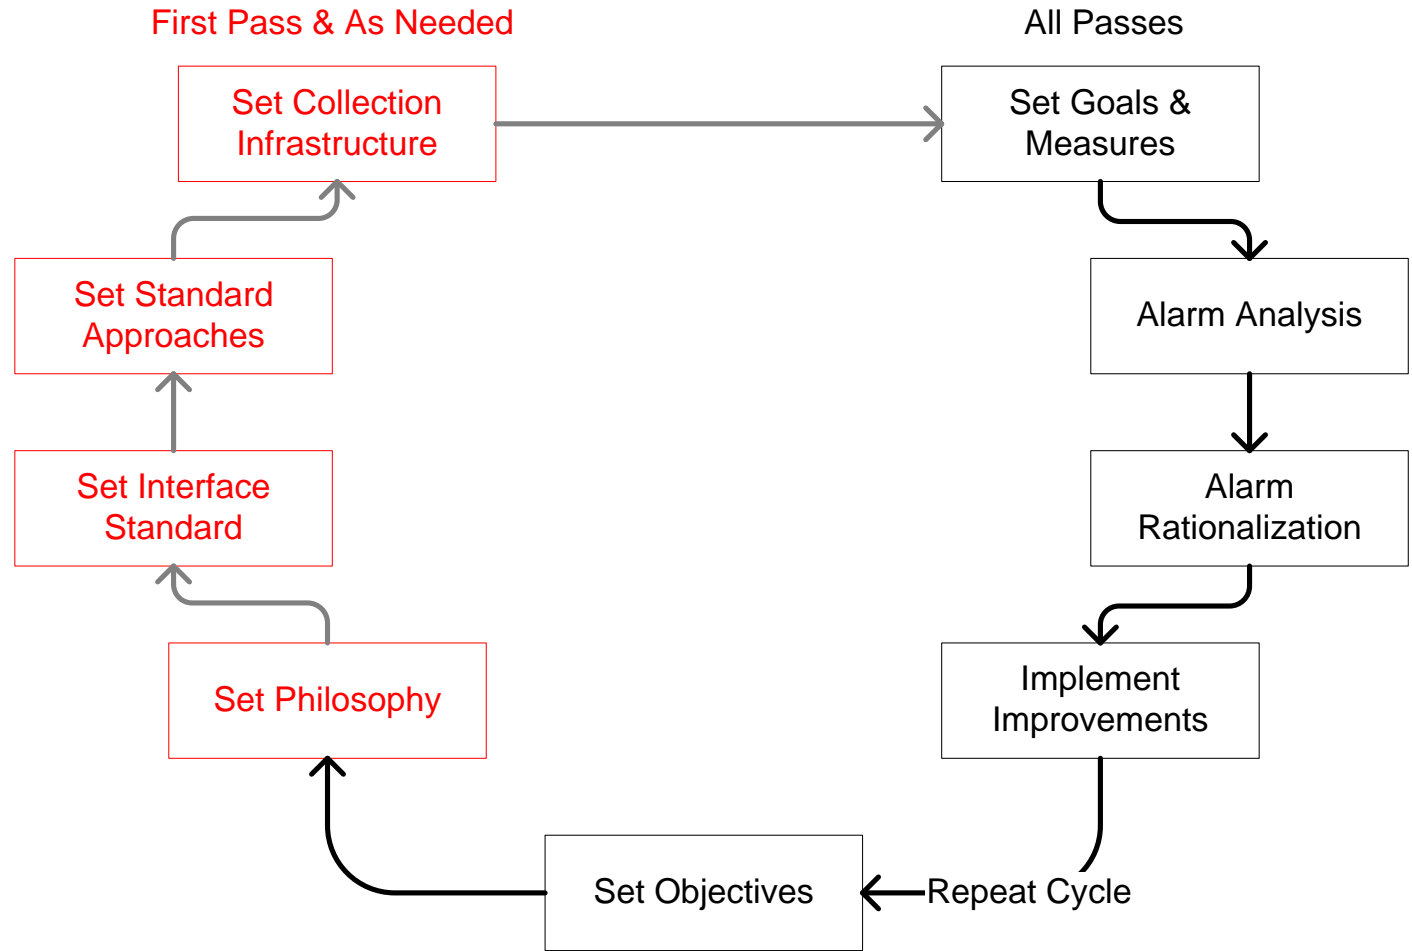 First Pass & As Needed
All Passes
Set Collection
Infrastructure
Set Goals &
Measures
Set Standard
Approaches
Alarm Analysis
Set Interface
Standard
Alarm
Rationalization
Set Philosophy
Implement
Improvements
Set Objectives
Repeat Cycle